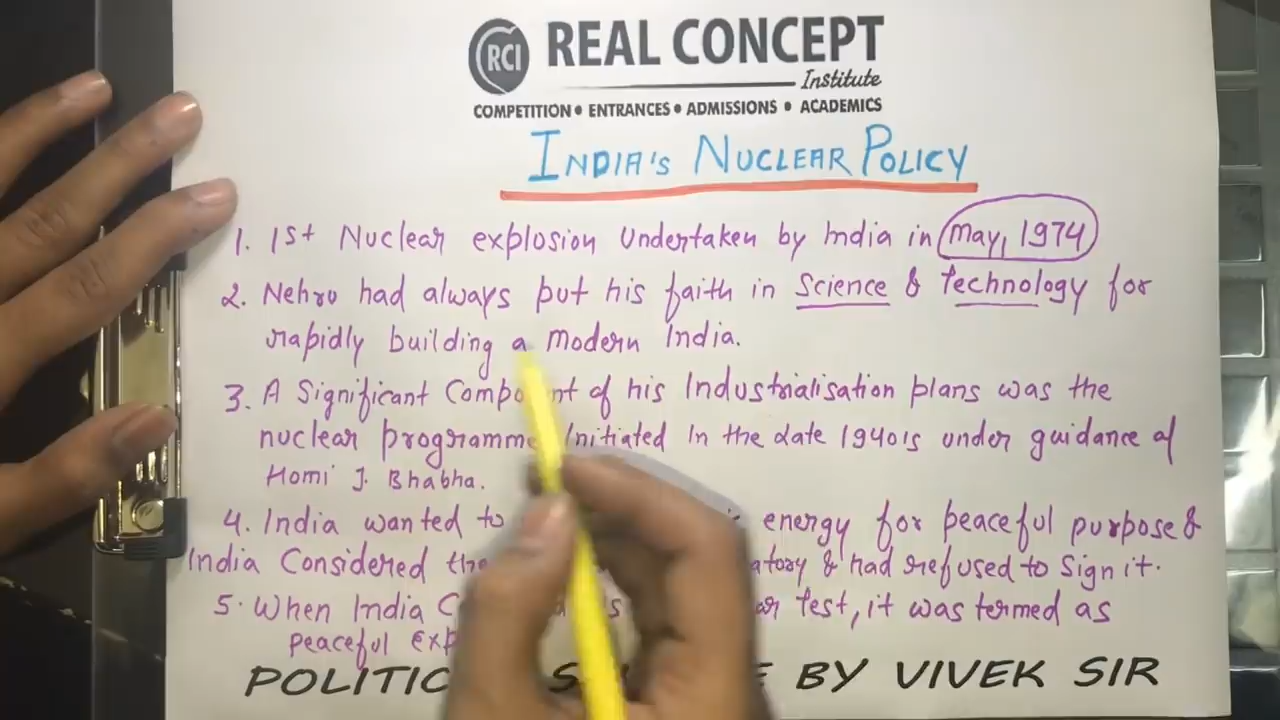 RCI REAL CONCEPT
Institute
COMPETITION • ENTRANCES • ADMISSIONS • ACADEMICS
INDIA'S NUCLEAR POLICY
1. 1st Nuclear explosion Undertaken by India in May, 1974
2. Nehru had always put his faith in Science & Technology for
rapidly building a modern India.
3. A Significant Component of his Industrialisation plans was the
nuclear programme Initiated In the Late 1940's under guidance of
Homi J. Bhabha.
4. India wanted to energy for peaceful purpose &
India Considered the & had refused to Sign it.
5. When India test, it was termed as
peaceful
BY VIVEK SIR